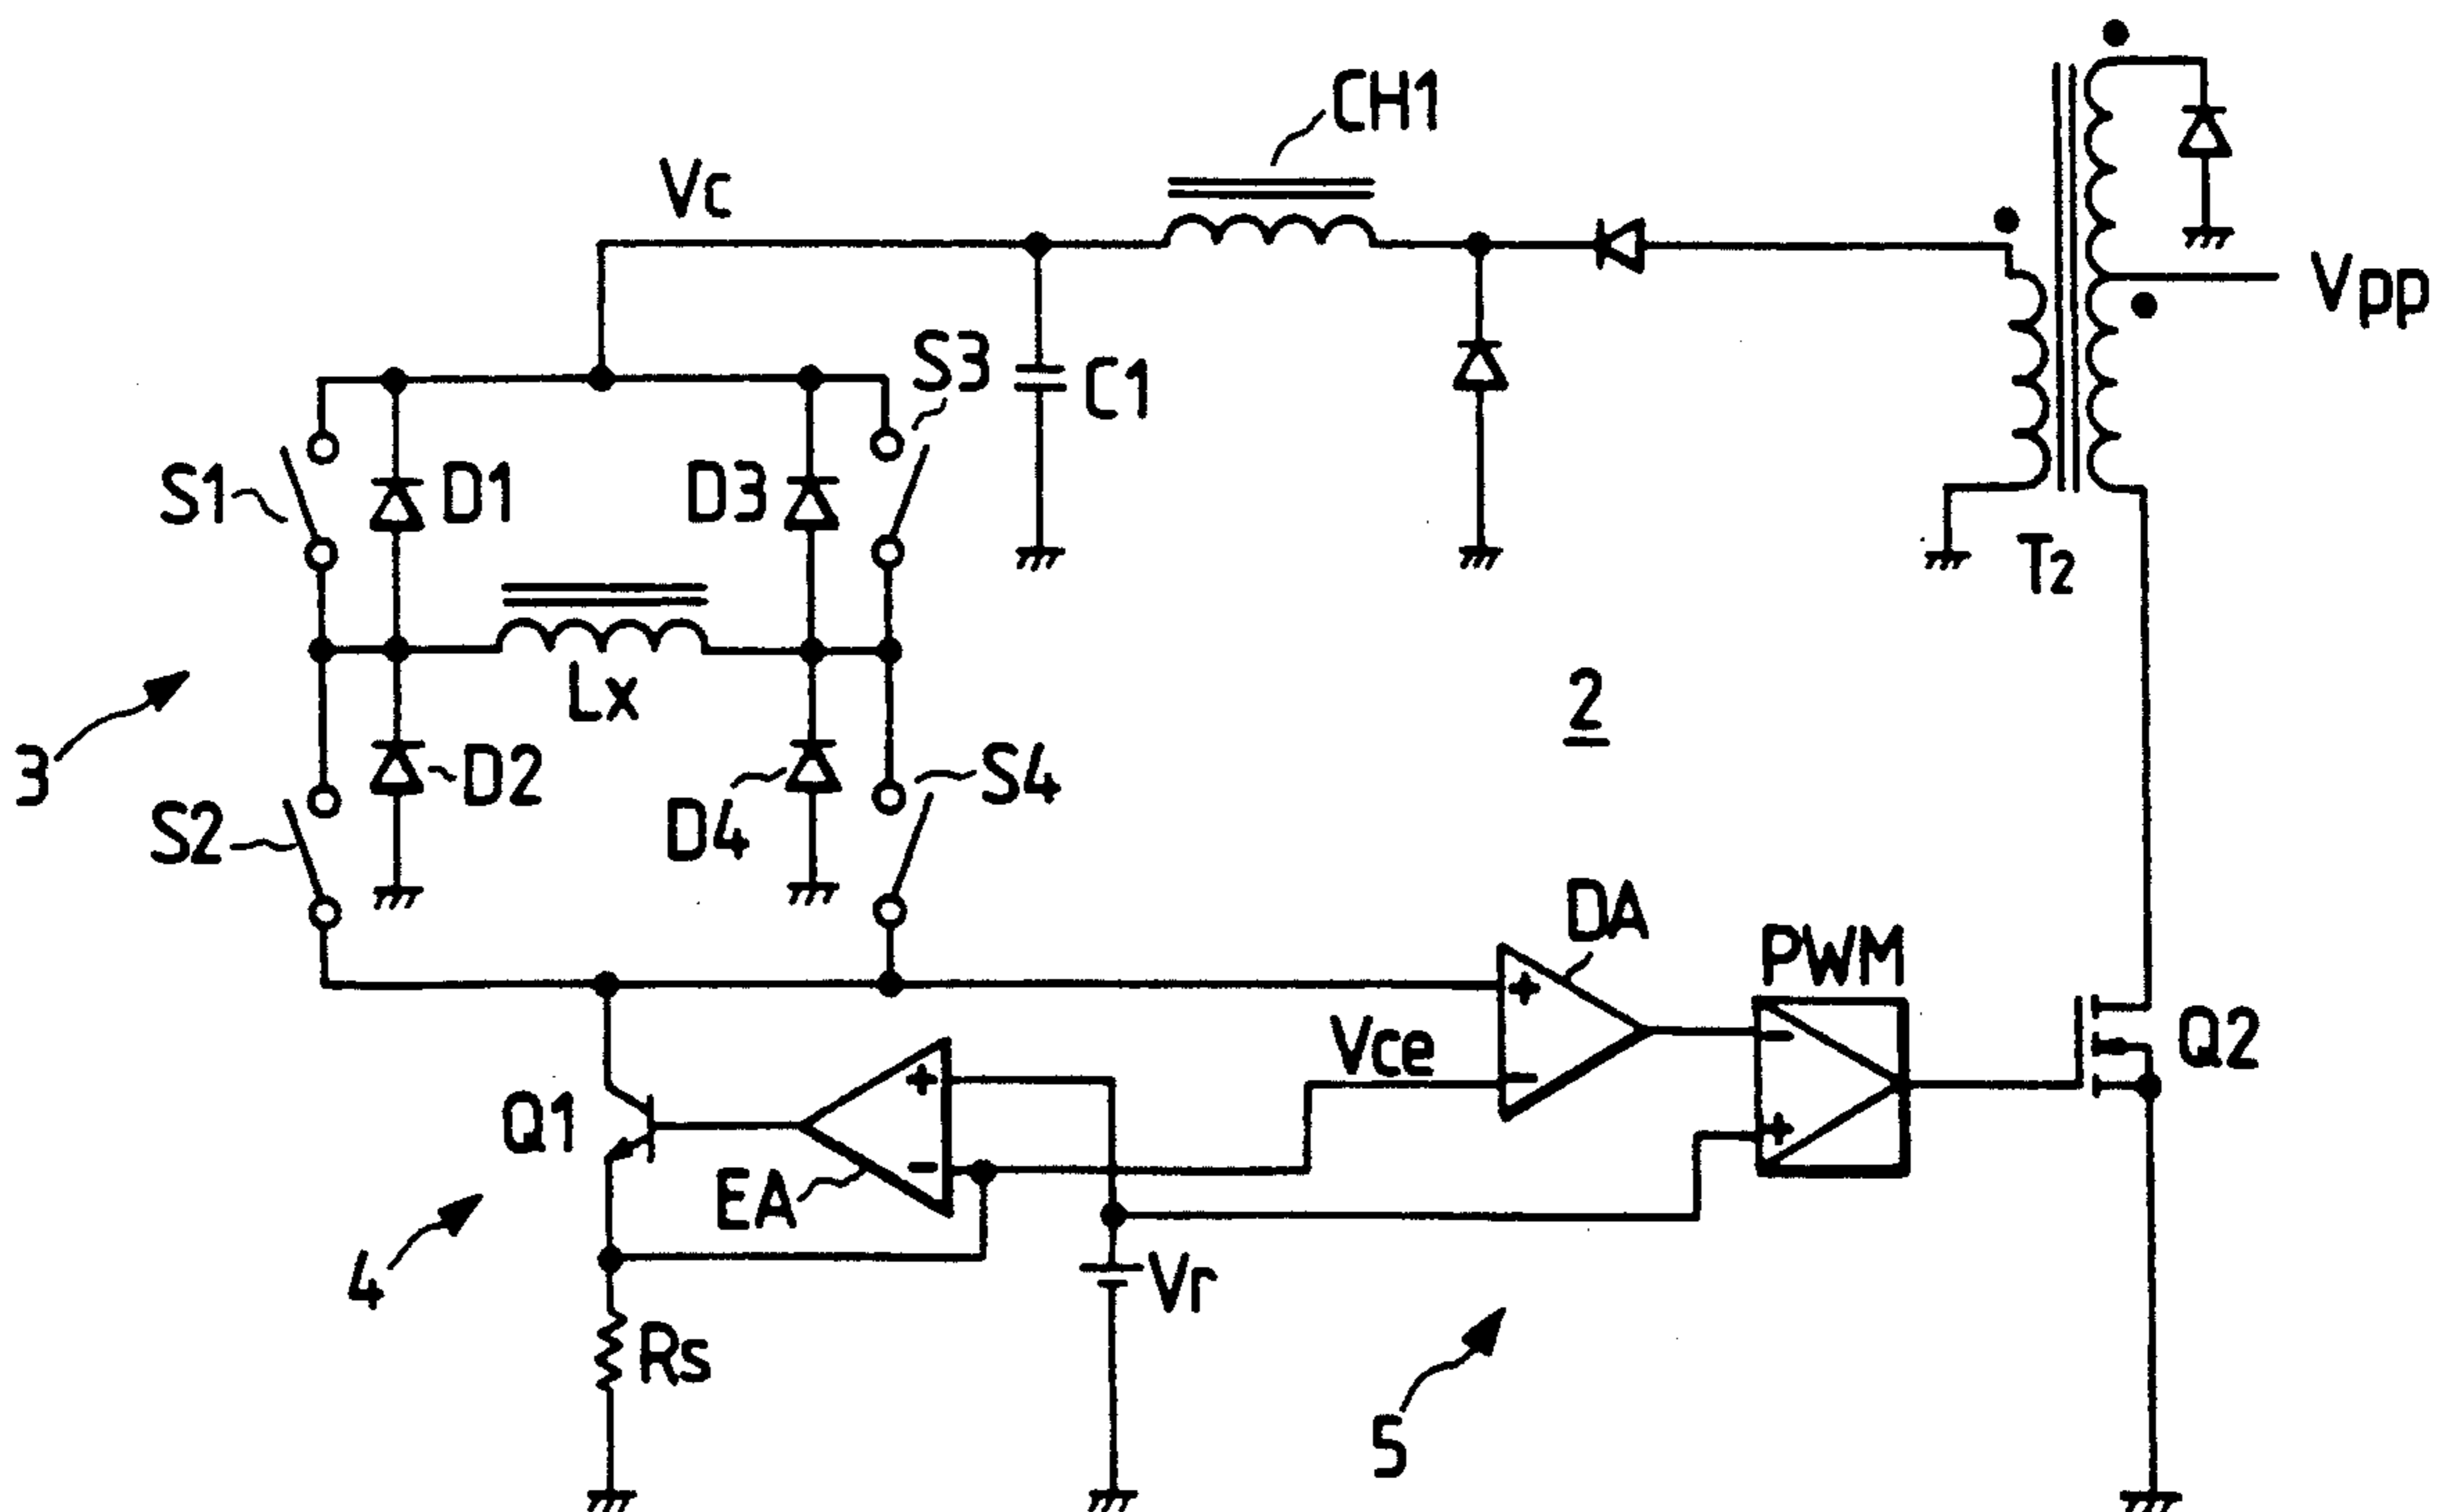 CH1
Vc
Vpp
S3
C1
S1
D1
D3
T2
Lx
2
3
D2
S4
S2
D4
DA
PWM
+
Vce
Q2
+
−
−
Q1
+
EA
−
4
Vr
Rs
5